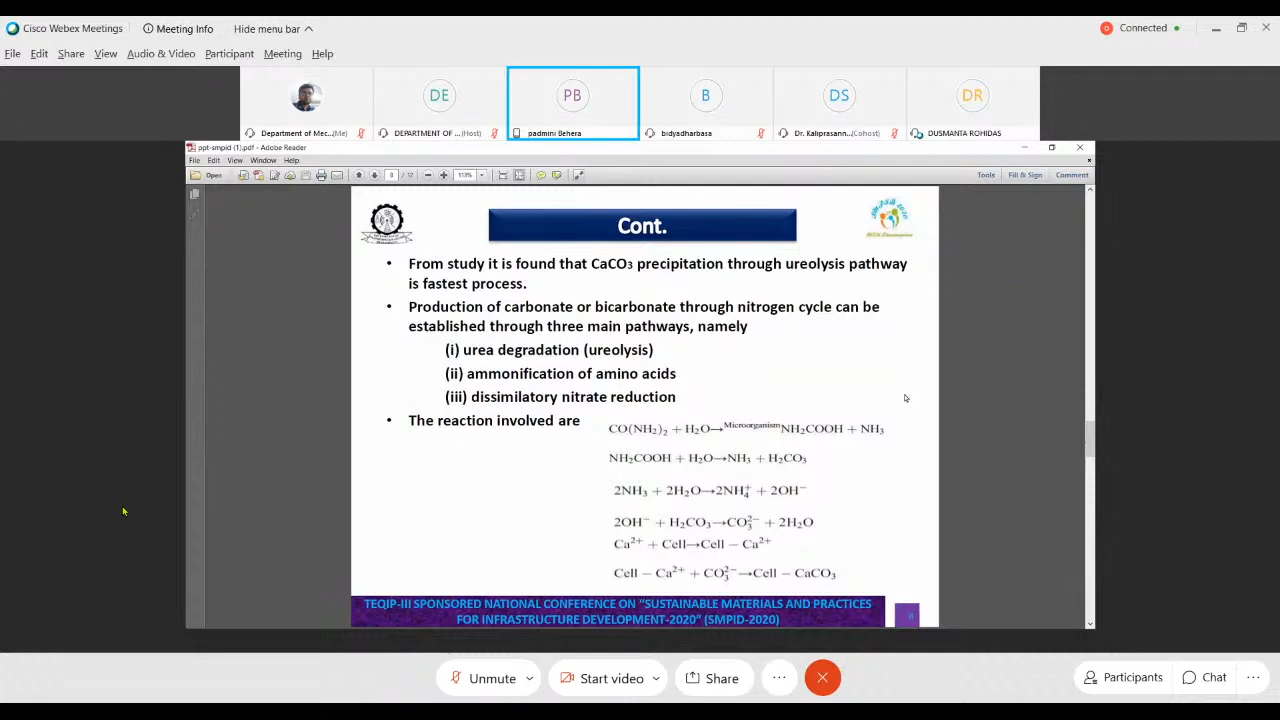 Cisco Webex Meetings Meeting Info Hide menu bar Connected
File Edit Share View Audio & Video Participant Meeting Help
DE PB B DS DR
Department of Mec... (Me) DEPARTMENT OF ... (Host) padmini Behera bidyadharbasa Dr. Kaliprasann... (Cohost) DUSMANTA ROHIDAS
ppt-smpid (1).pdf - Adobe Reader
File Edit View Window Help
Open 8 / 12 113% Tools Fill & Sign Comment
Cont.
• From study it is found that CaCO₃ precipitation through ureolysis pathway
is fastest process.
• Production of carbonate or bicarbonate through nitrogen cycle can be
established through three main pathways, namely
(i) urea degradation (ureolysis)
(ii) ammonification of amino acids
(iii) dissimilatory nitrate reduction
• The reaction involved are
CO(NH₂)₂ + H₂O→ᴹⁱᶜʳᵒᵒʳᵍᵃⁿⁱˢᵐNH₂COOH + NH₃
NH₂COOH + H₂O→NH₃ + H₂CO₃
2NH₃ + 2H₂O→2NH₄⁺ + 2OH⁻
2OH⁻ + H₂CO₃→CO₃²⁻ + 2H₂O
Ca²⁺ + Cell→Cell − Ca²⁺
Cell − Ca²⁺ + CO₃²⁻→Cell − CaCO₃
TEQIP-III SPONSORED NATIONAL CONFERENCE ON “SUSTAINABLE MATERIALS AND PRACTICES
FOR INFRASTRUCTURE DEVELOPMENT-2020” (SMPID-2020)
8
Unmute Start video Share Participants Chat